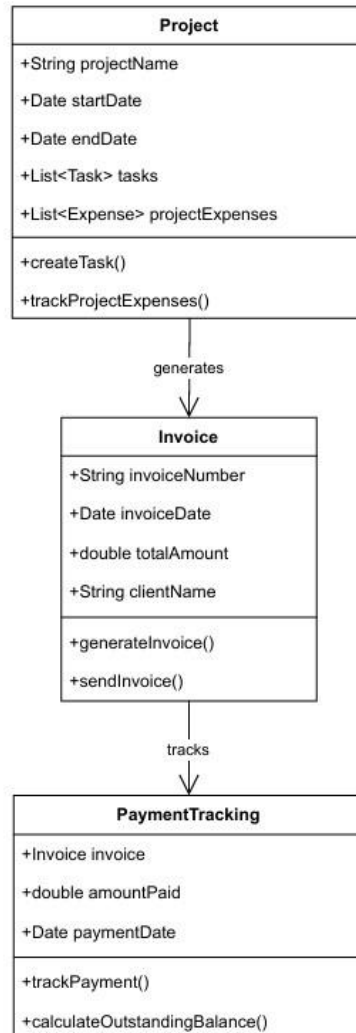 Project
+String projectName
+Date startDate
+Date endDate
+List<Task> tasks
+List<Expense> projectExpenses
+createTask()
+trackProjectExpenses()
generates
Invoice
+String invoiceNumber
+Date invoiceDate
+double totalAmount
+String clientName
+generateInvoice()
+sendInvoice()
tracks
PaymentTracking
+Invoice invoice
+double amountPaid
+Date paymentDate
+trackPayment()
+calculateOutstandingBalance()